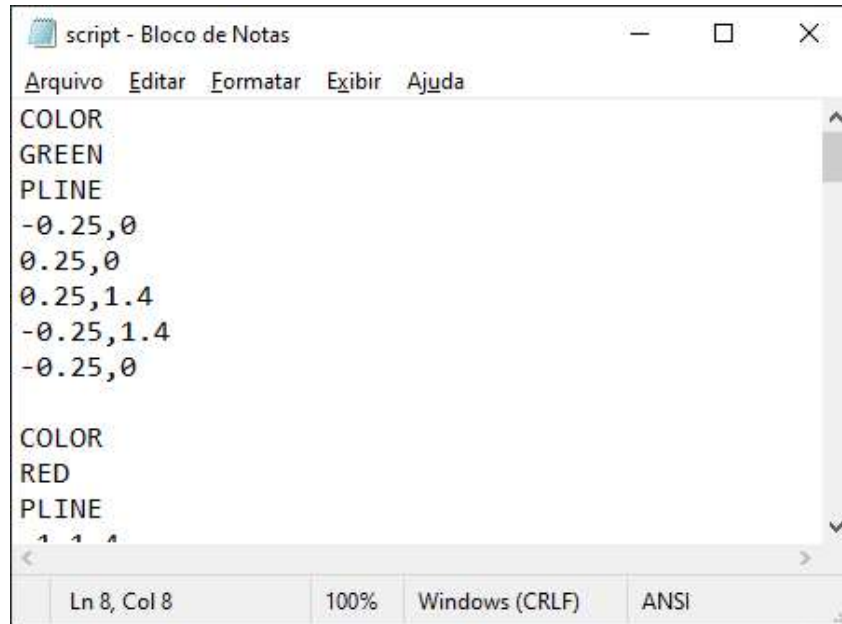 script - Bloco de Notas
Arquivo Editar Formatar Exibir Ajuda
COLOR
GREEN
PLINE
-0.25,0
0.25,0
0.25,1.4
-0.25,1.4
-0.25,0
COLOR
RED
PLINE
Ln 8, Col 8 100% Windows (CRLF) ANSI